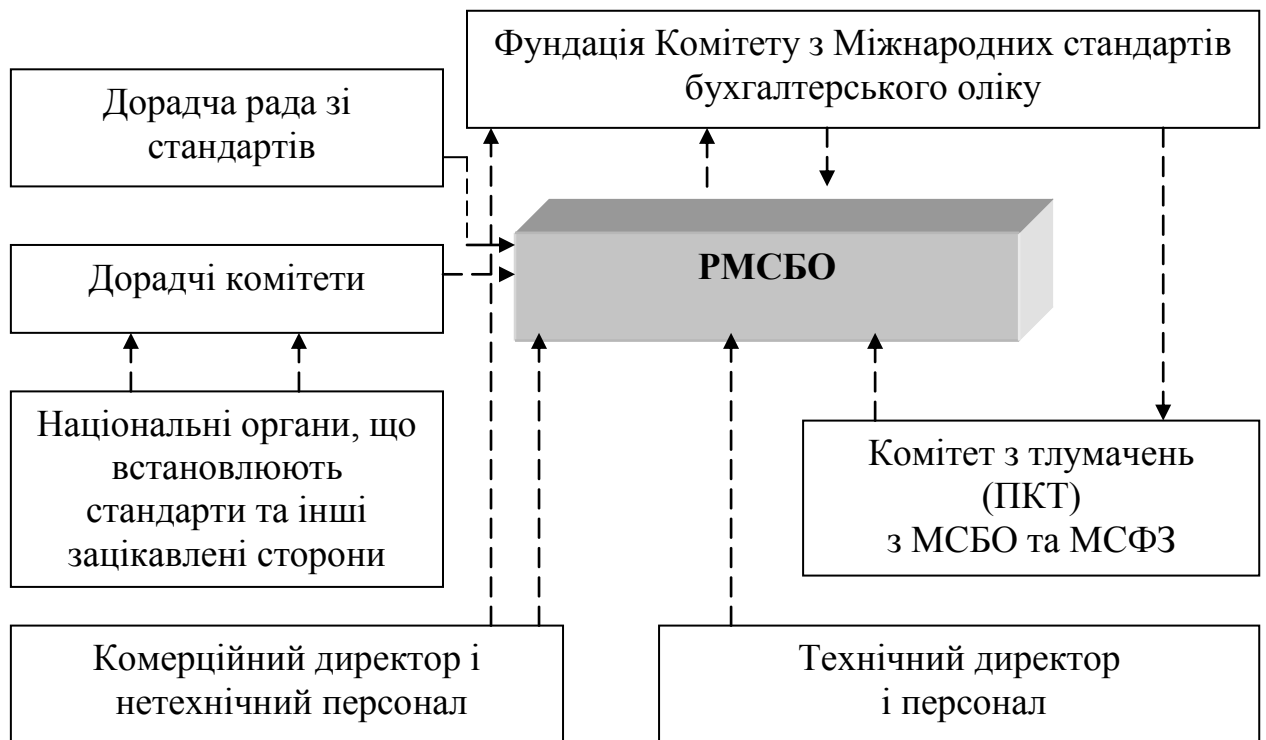 Фундація Комітету з Міжнародних стандартів
бухгалтерського оліку
Дорадча рада зі
стандартів
РМСБО
Дорадчі комітети
Національні органи, що
встановлюють
стандарти та інші
зацікавлені сторони
Комітет з тлумачень
(ПКТ)
з МСБО та МСФЗ
Комерційний директор і
нетехнічний персонал
Технічний директор
і персонал